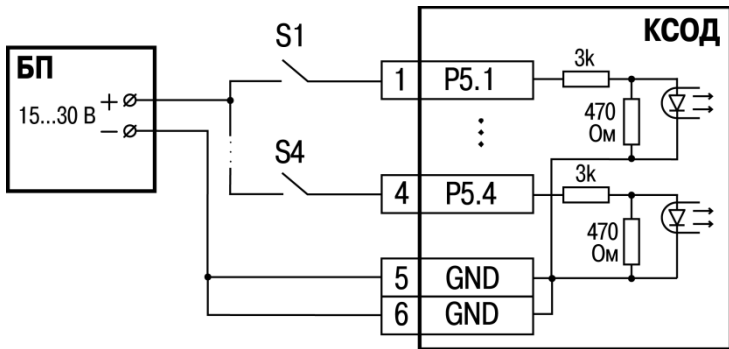 КСОД
БП
15...30 В
+
–
S1
1 P5.1
3k
470
Ом
S4
4 P5.4
3k
470
Ом
5 GND
6 GND